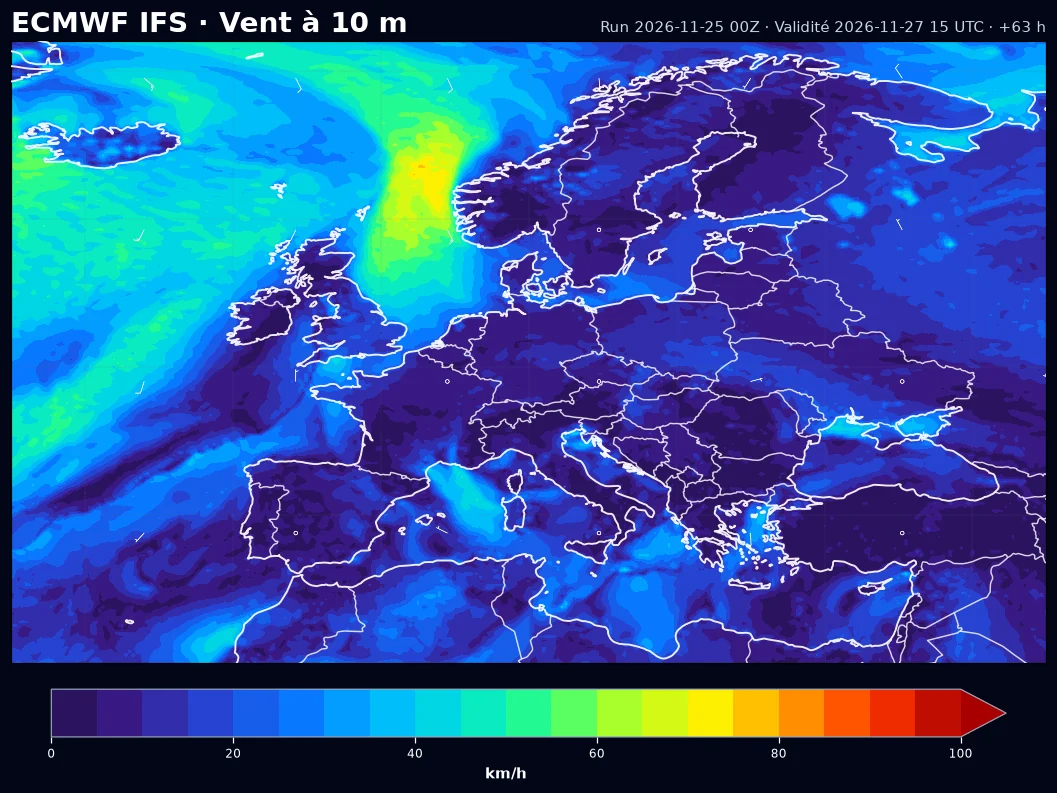 ECMWF IFS · Vent à 10 m
Run 2026-11-25 00Z · Validité 2026-11-27 15 UTC · +63 h
0 20 40 60 80 100
km/h